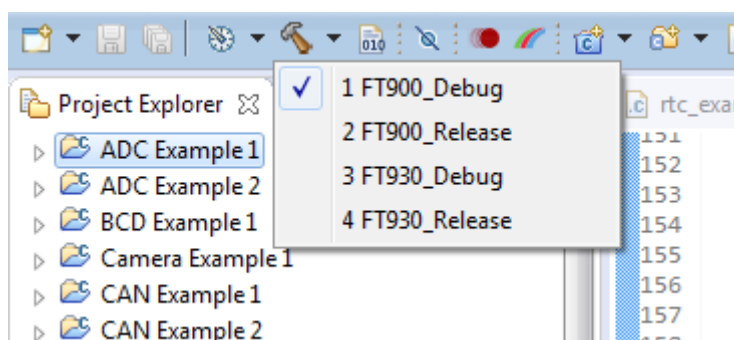 010
1 FT900_Debug
2 FT900_Release
3 FT930_Debug
4 FT930_Release
Project Explorer
ADC Example 1
ADC Example 2
BCD Example 1
Camera Example 1
CAN Example 1
CAN Example 2
rtc_exa
151
152
153
154
155
156
157